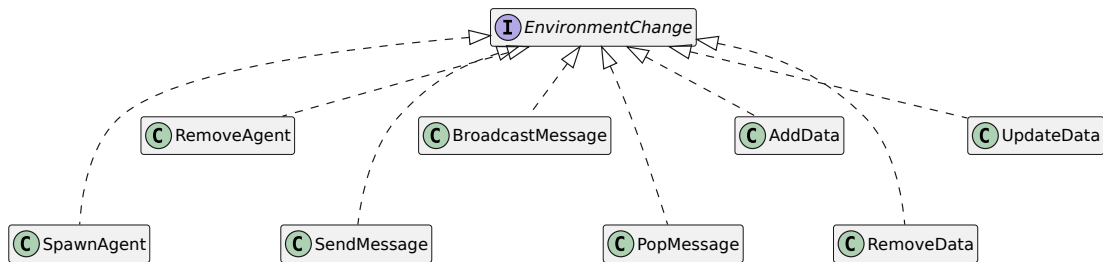 I EnvironmentChange
C RemoveAgent
C BroadcastMessage
C AddData
C UpdateData
C SpawnAgent
C SendMessage
C PopMessage
C RemoveData